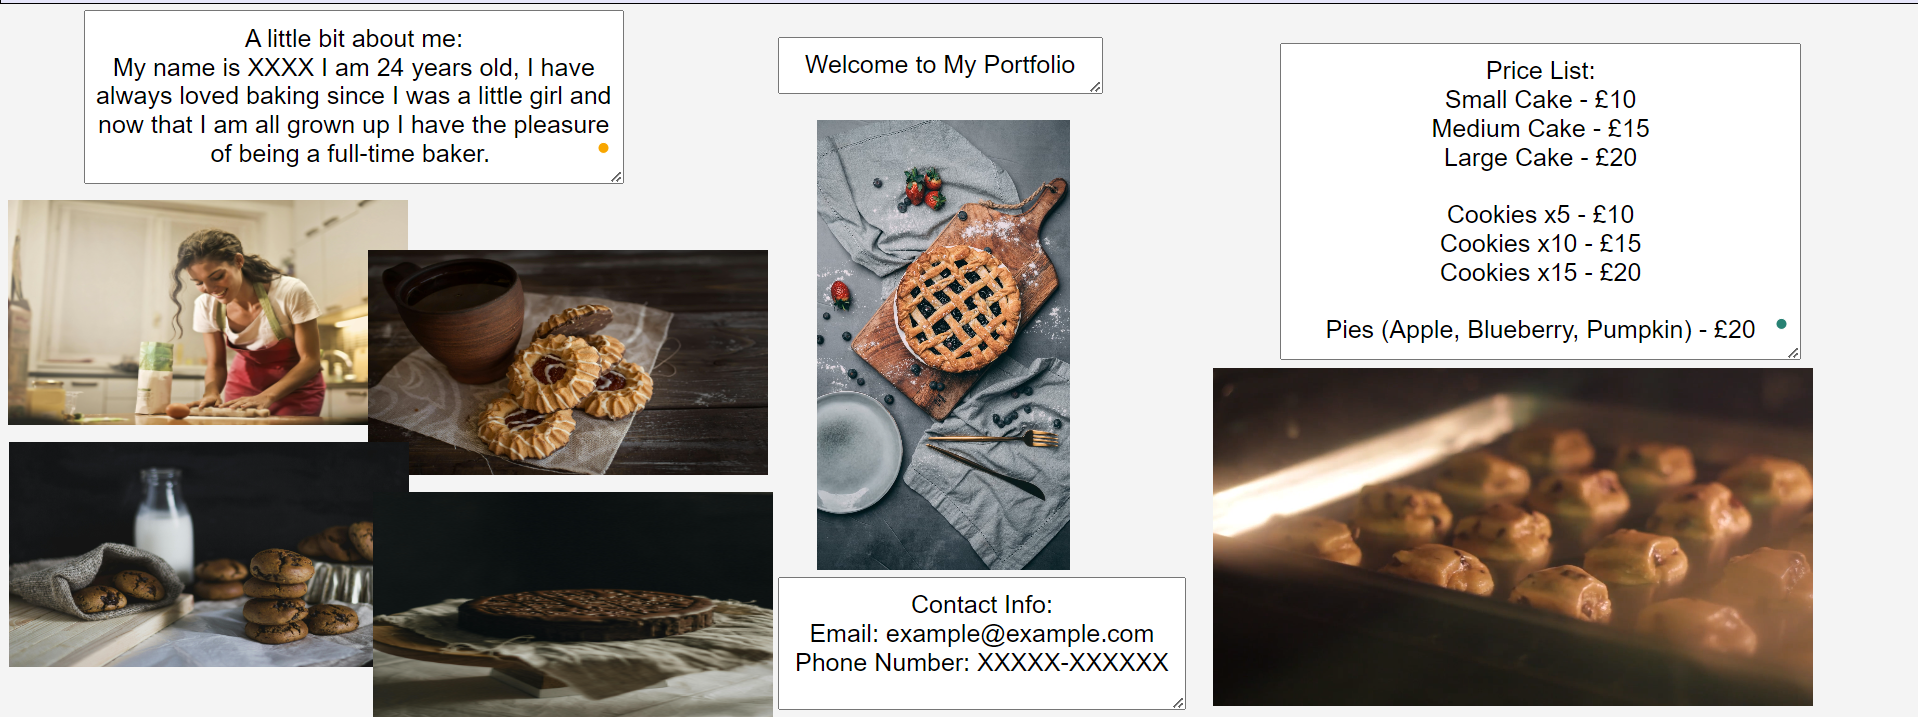 A little bit about me:
My name is XXXX I am 24 years old, I have
always loved baking since I was a little girl and
now that I am all grown up I have the pleasure
of being a full-time baker.
Welcome to My Portfolio
Price List:
Small Cake - £10
Medium Cake - £15
Large Cake - £20
Cookies x5 - £10
Cookies x10 - £15
Cookies x15 - £20
Pies (Apple, Blueberry, Pumpkin) - £20
Contact Info:
Email: example@example.com
Phone Number: XXXXX-XXXXXX